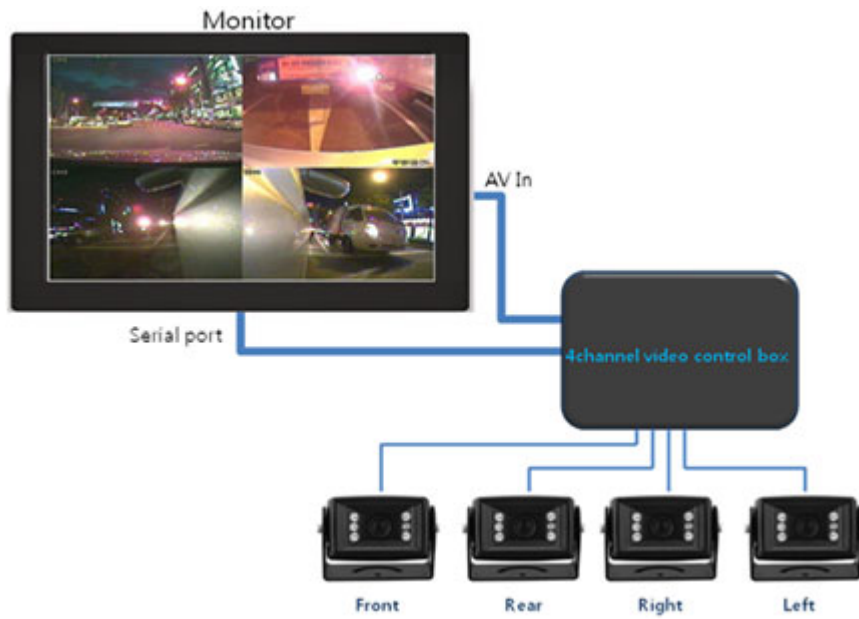 Monitor
AV In
Serial port
4channel video control box
Front
Rear
Right
Left